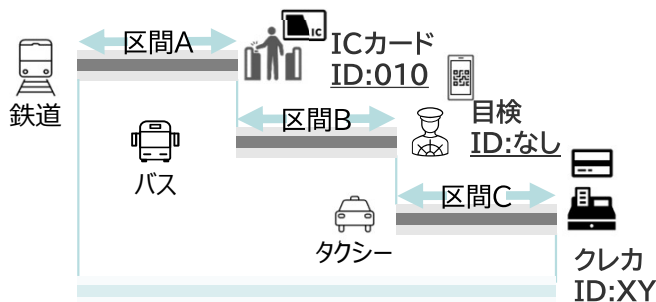 区間A
IC
ICカード
ID:010
鉄道
区間B
目検
ID:なし
バス
区間C
タクシー
クレカ
ID:XY